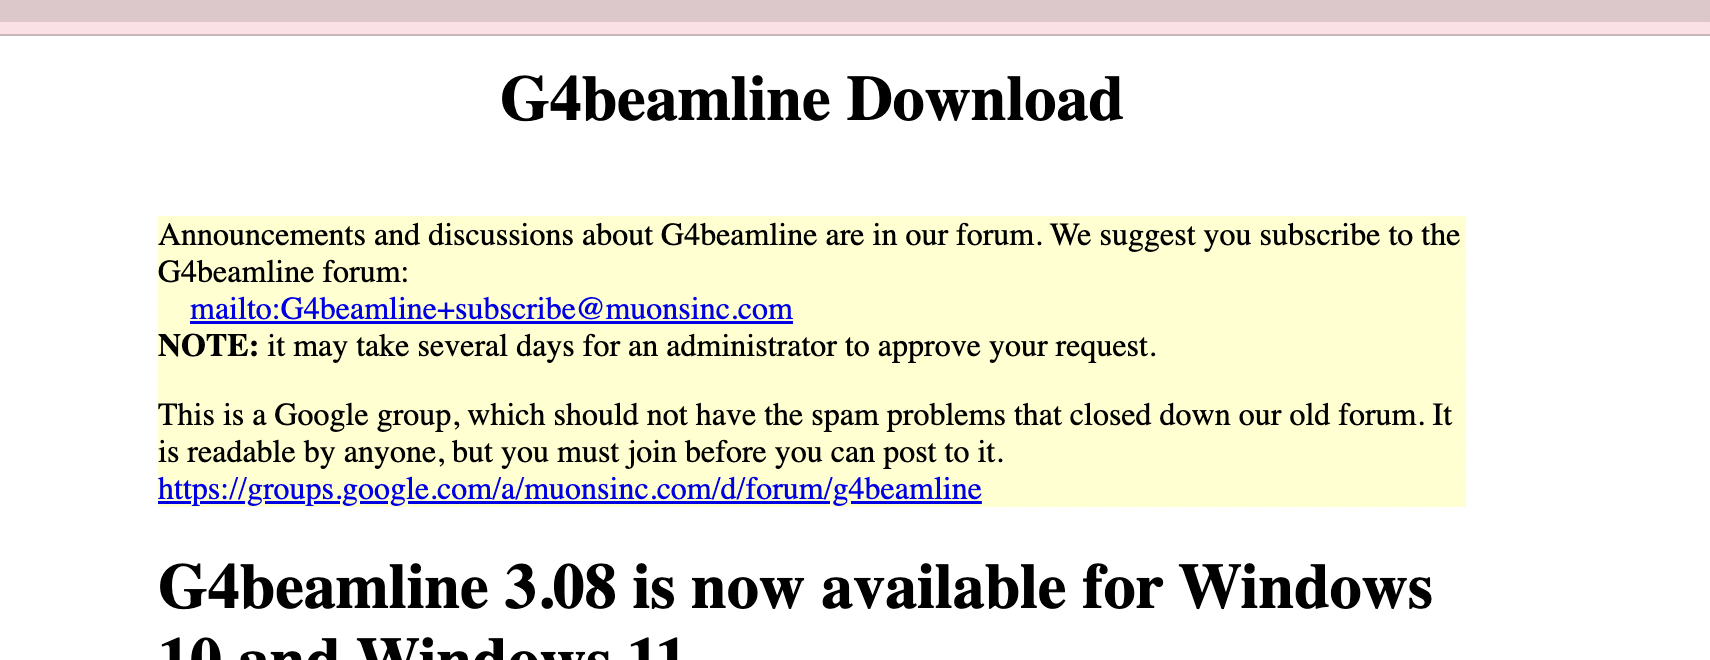 G4beamline Download
Announcements and discussions about G4beamline are in our forum. We suggest you subscribe to the
G4beamline forum:
mailto:G4beamline+subscribe@muonsinc.com
NOTE: it may take several days for an administrator to approve your request.
This is a Google group, which should not have the spam problems that closed down our old forum. It
is readable by anyone, but you must join before you can post to it.
https://groups.google.com/a/muonsinc.com/d/forum/g4beamline
G4beamline 3.08 is now available for Windows
10 and Windows 11